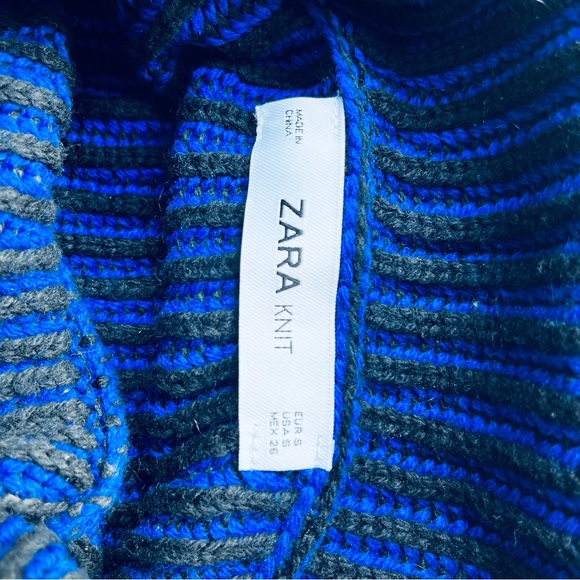 MADE IN
CHINA
ZARA KNIT
EUR S
USA S
MEX 26